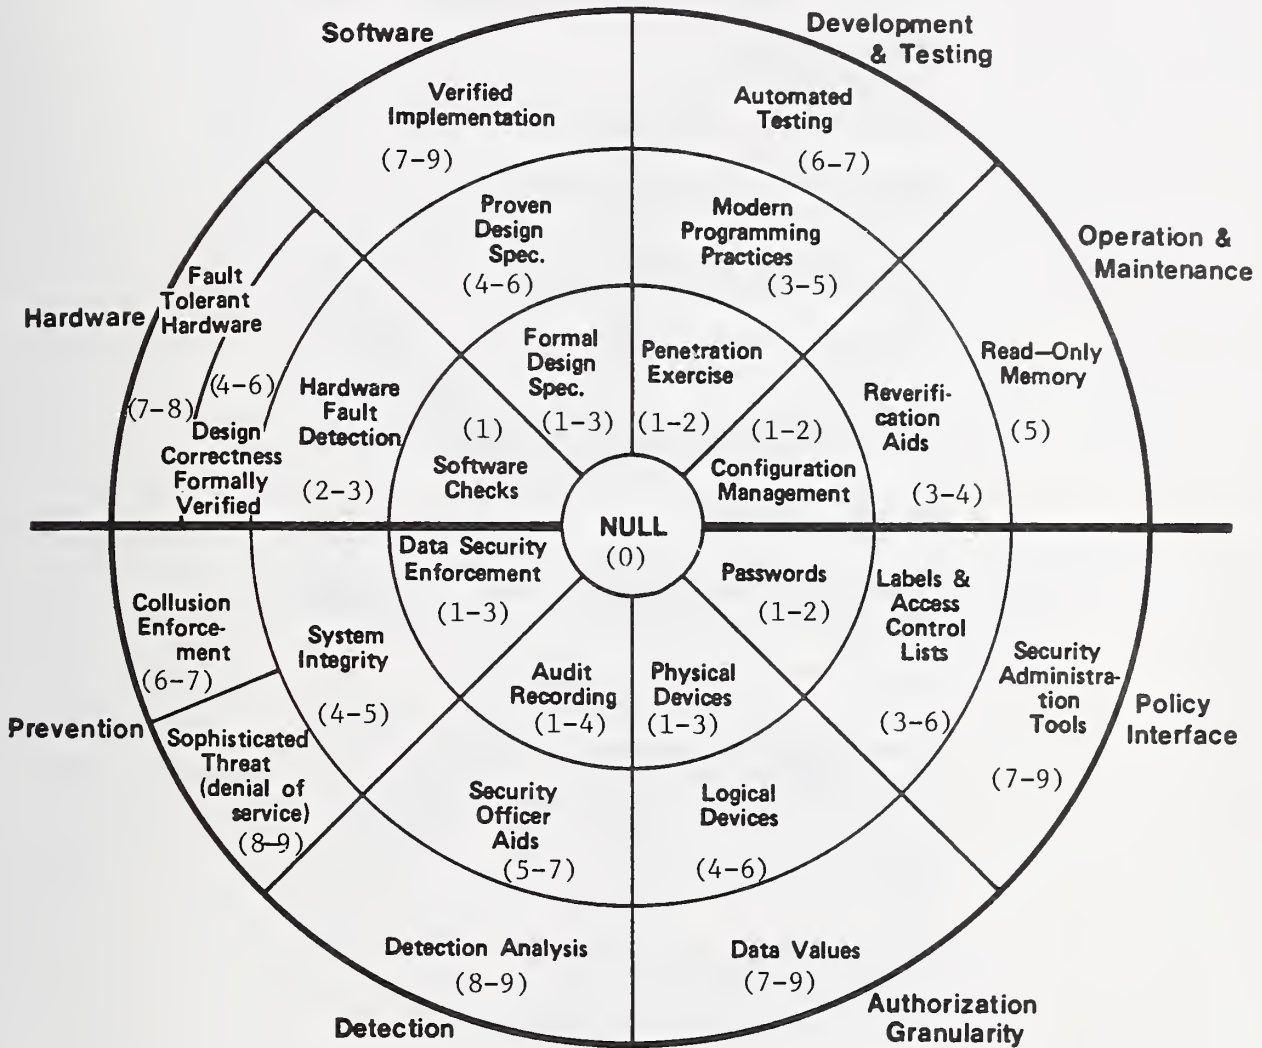 Software
Development
& Testing
Verified
Implementation
(7-9)
Automated
Testing
(6-7)
Proven
Design
Spec.
(4-6)
Modern
Programming
Practices
(3-5)
Operation &
Maintenance
Hardware
Fault
Tolerant
Hardware
(7-8)
(4-6)
Design
Correctness
Formally
Verified
Hardware
Fault
Detection
(2-3)
(1)
Software
Checks
Formal
Design
Spec.
(1-3)
Penetration
Exercise
(1-2)
(1-2)
Configuration
Management
Reverifi-
cation
Aids
(3-4)
Read—Only
Memory
(5)
NULL
(0)
Data Security
Enforcement
(1-3)
Passwords
(1-2)
Labels &
Access
Control
Lists
(3-6)
Collusion
Enforce-
ment
(6-7)
System
Integrity
(4-5)
Audit
Recording
(1-4)
Physical
Devices
(1-3)
Security
Administra-
tion
Tools
(7-9)
Policy
Interface
Prevention
Sophisticated
Threat
(denial of
service)
(8-9)
Security
Officer
Aids
(5-7)
Logical
Devices
(4-6)
Detection Analysis
(8-9)
Data Values
(7-9)
Detection
Authorization
Granularity